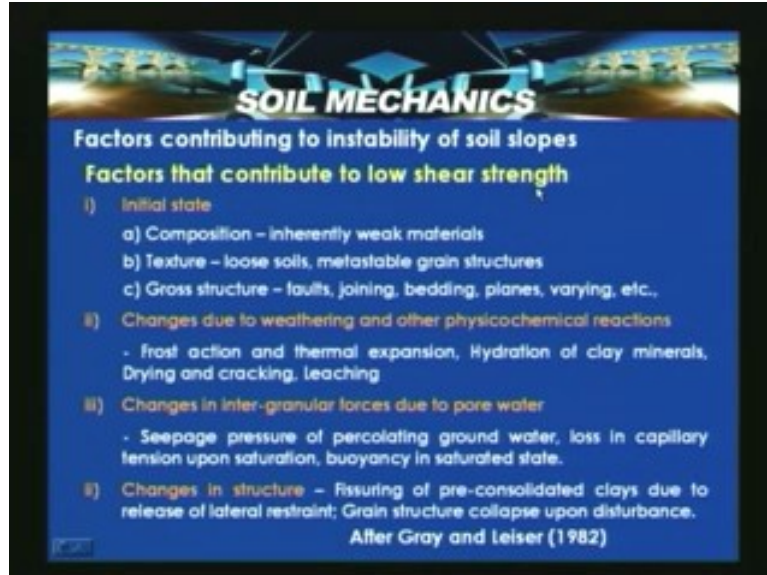 SOIL MECHANICS
Factors contributing to instability of soil slopes
Factors that contribute to low shear strength
i) Initial state
a) Composition – inherently weak materials
b) Texture – loose soils, metastable grain structures
c) Gross structure – faults, joining, bedding, planes, varying, etc.,
ii) Changes due to weathering and other physicochemical reactions
- Frost action and thermal expansion, Hydration of clay minerals,
Drying and cracking, Leaching
iii) Changes in inter-granular forces due to pore water
- Seepage pressure of percolating ground water, loss in capillary
tension upon saturation, buoyancy in saturated state.
ii) Changes in structure – Fissuring of pre-consolidated clays due to
release of lateral restraint; Grain structure collapse upon disturbance.
After Gray and Leiser (1982)